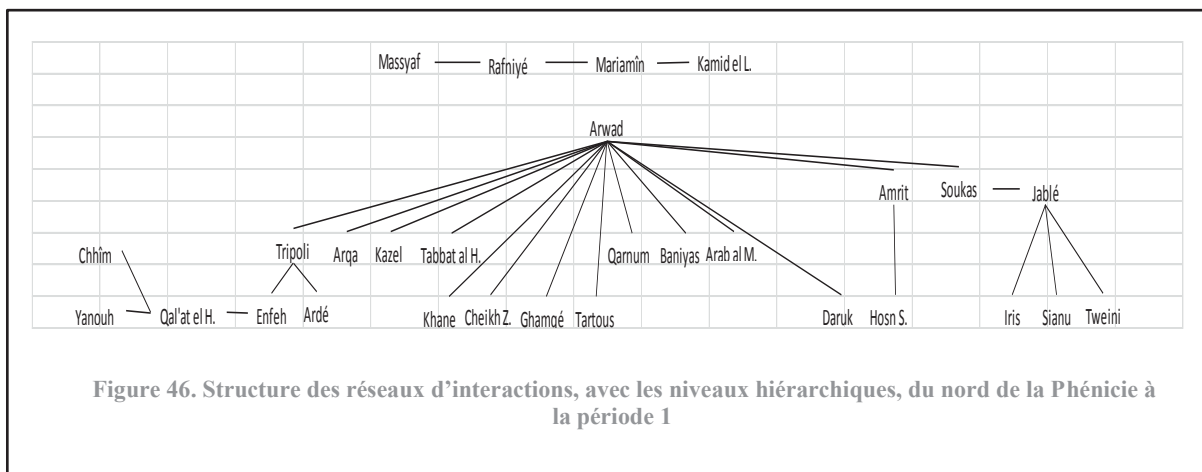 Massyaf Rafniyé Mariamîn Kamid el L.
Arwad
Amrit Soukas Jablé
Chhîm Tripoli Arqa Kazel Tabbat al H. Qarnum Baniyas Arab al M.
Yanouh Qal'at el H. Enfeh Ardé Khane Cheikh Z. Ghamqé Tartous Daruk Hosn S. Iris Sianu Tweini
Figure 46. Structure des réseaux d’interactions, avec les niveaux hiérarchiques, du nord de la Phénicie à
la période 1